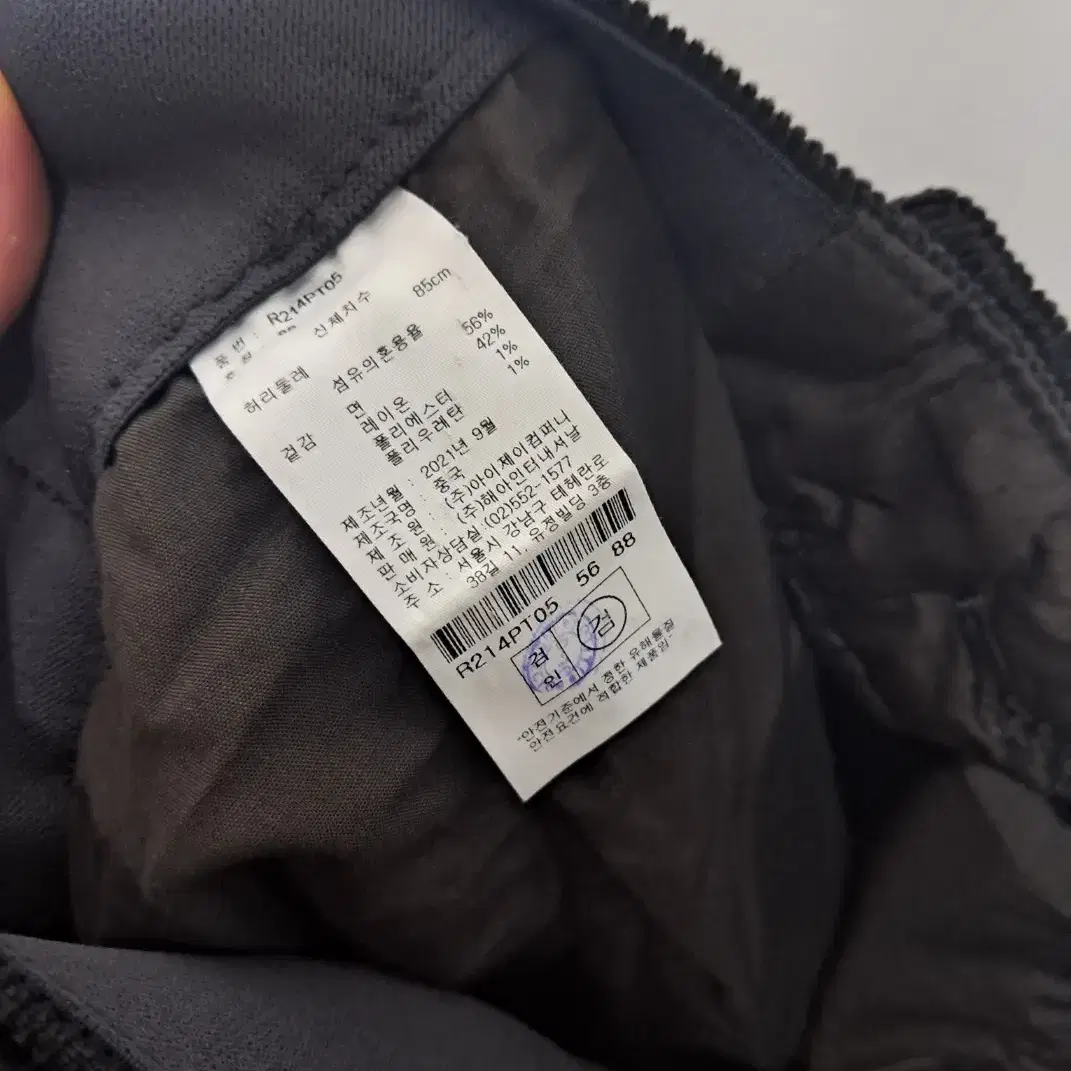 품 번 : R214PT05
호 칭 : 88 신체치수
허리둘레 85cm
섬유의혼용율
겉감 면 56%
레이온 42%
폴리에스터 1%
폴리우레탄 1%
제조년월 : 2021년 9월
제조국명 : 중국
제 조 원 : (주)아이제이컴퍼니
판 매 원 : (주)해아인터내셔날
소비자상담실:(02)552-1577
주 소 : 서울시 강남구 테헤란로
38길 11, 유정빌딩 3층
R214PT05 56 88
검 원 검
"안전기준에서 정한 유해물질
안전요건에 적합한 제품임"